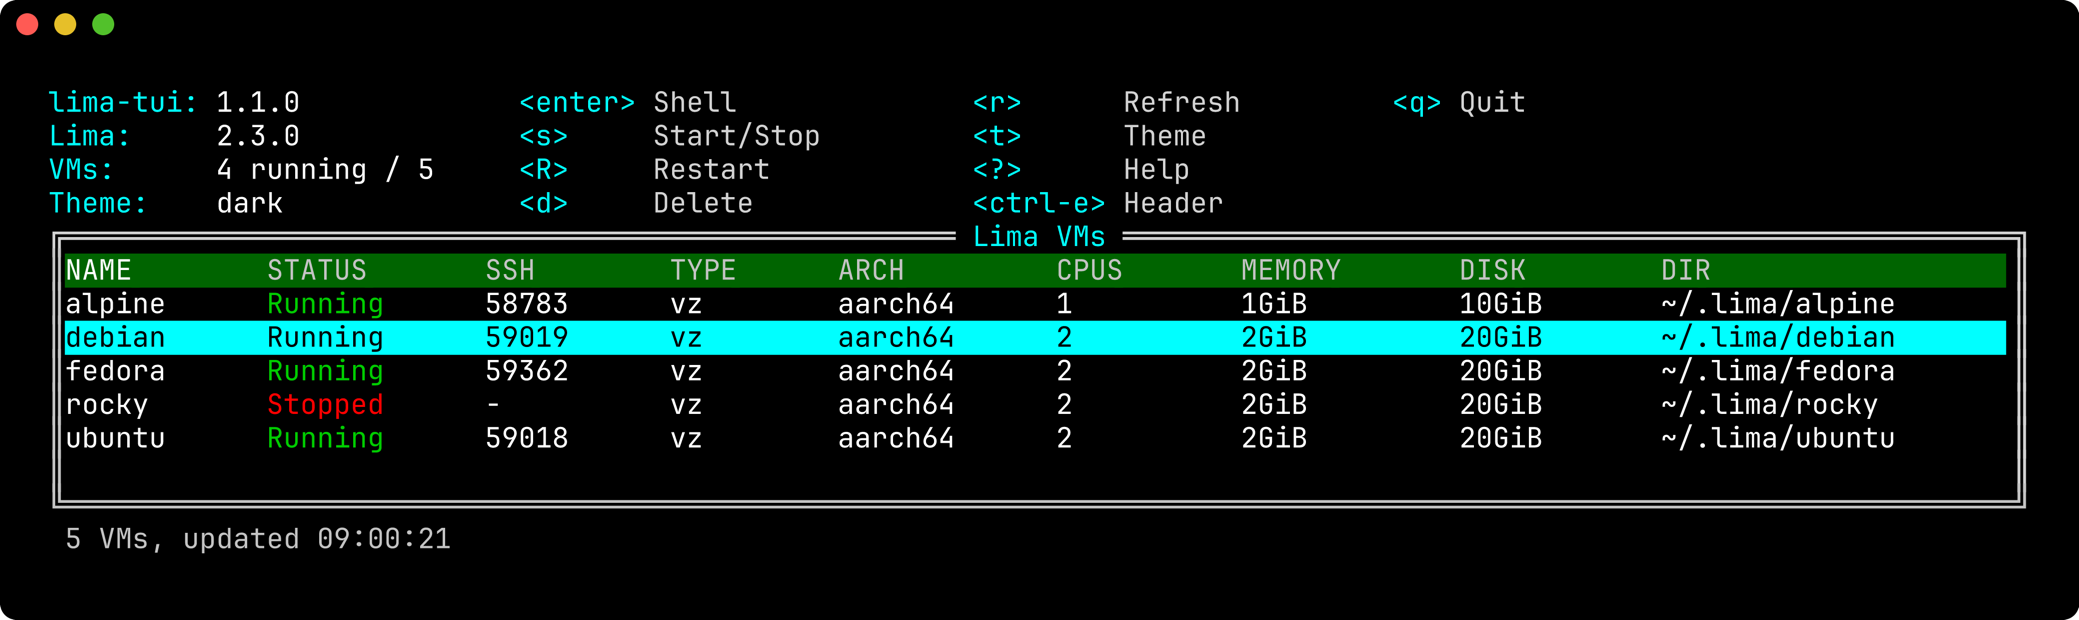 lima-tui: 1.1.0 <enter> Shell <r> Refresh <q> Quit
Lima: 2.3.0 <s> Start/Stop <t> Theme
VMs: 4 running / 5 <R> Restart <?> Help
Theme: dark <d> Delete <ctrl-e> Header
Lima VMs
NAME STATUS SSH TYPE ARCH CPUS MEMORY DISK DIR
alpine Running 58783 vz aarch64 1 1GiB 10GiB ~/.lima/alpine
debian Running 59019 vz aarch64 2 2GiB 20GiB ~/.lima/debian
fedora Running 59362 vz aarch64 2 2GiB 20GiB ~/.lima/fedora
rocky Stopped - vz aarch64 2 2GiB 20GiB ~/.lima/rocky
ubuntu Running 59018 vz aarch64 2 2GiB 20GiB ~/.lima/ubuntu
5 VMs, updated 09:00:21